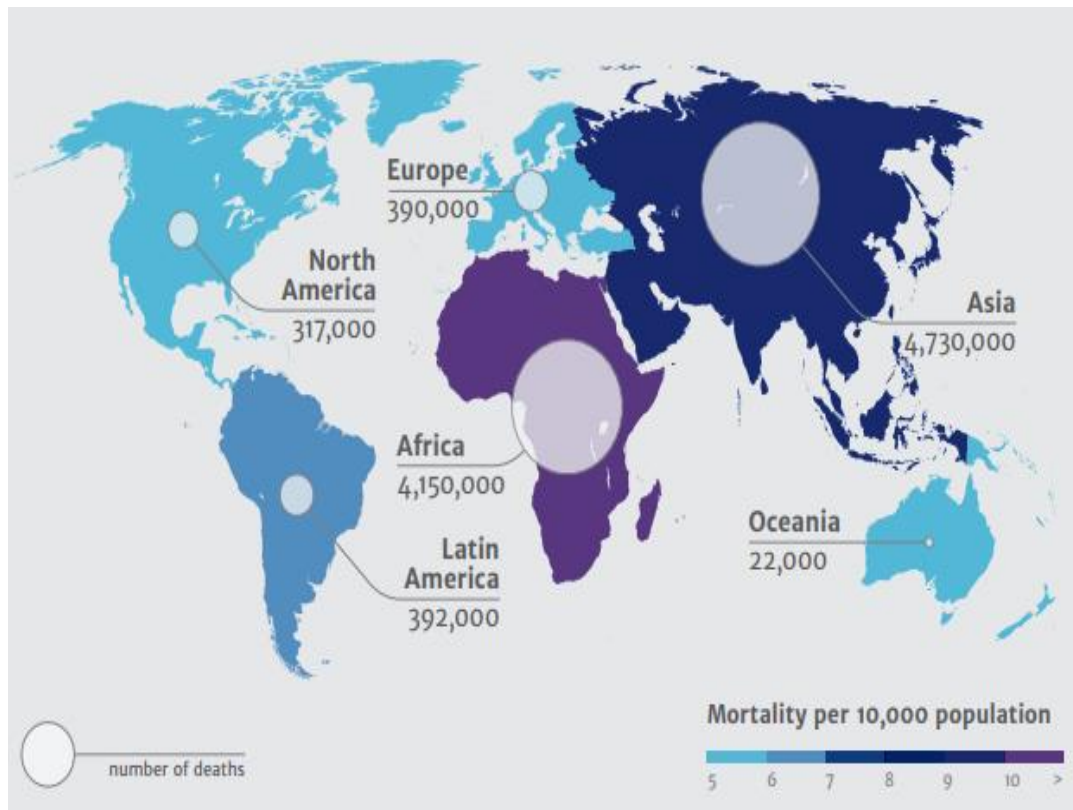 Europe
390,000
North
America
317,000
Asia
4,730,000
Africa
4,150,000
Oceania
22,000
Latin
America
392,000
Mortality per 10,000 population
5 6 7 8 9 10 >
number of deaths